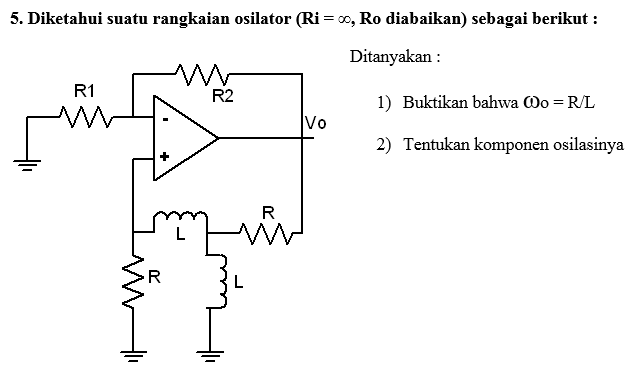 5. Diketahui suatu rangkaian osilator (Ri = ∞, Ro diabaikan) sebagai berikut :
Ditanyakan :
1) Buktikan bahwa ωo = R/L
2) Tentukan komponen osilasinya
R1
R2
-
+
Vo
L
R
R
L